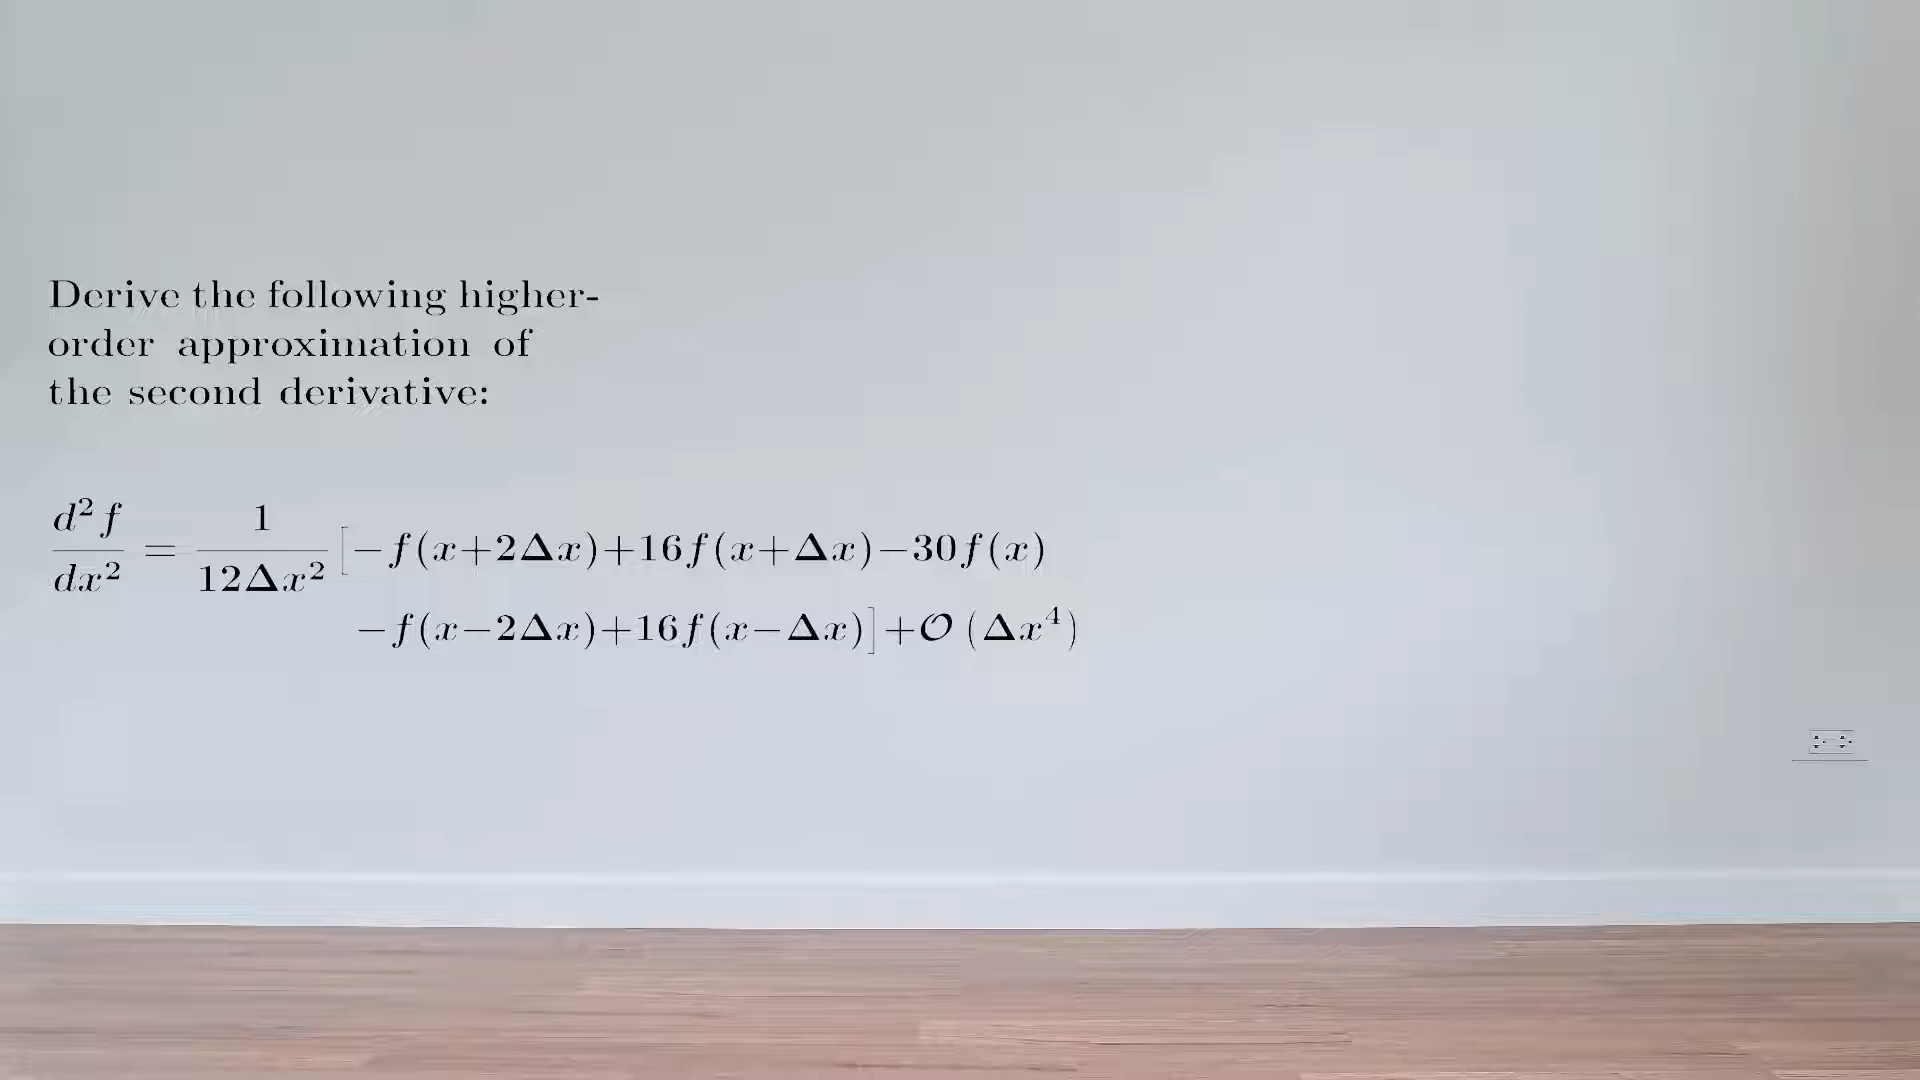 Derive the following higher-
order approximation of
the second derivative:
d²f/dx² = 1/(12Δx²) [−f(x+2Δx)+16f(x+Δx)−30f(x)
−f(x−2Δx)+16f(x−Δx)]+𝒪(Δx⁴)